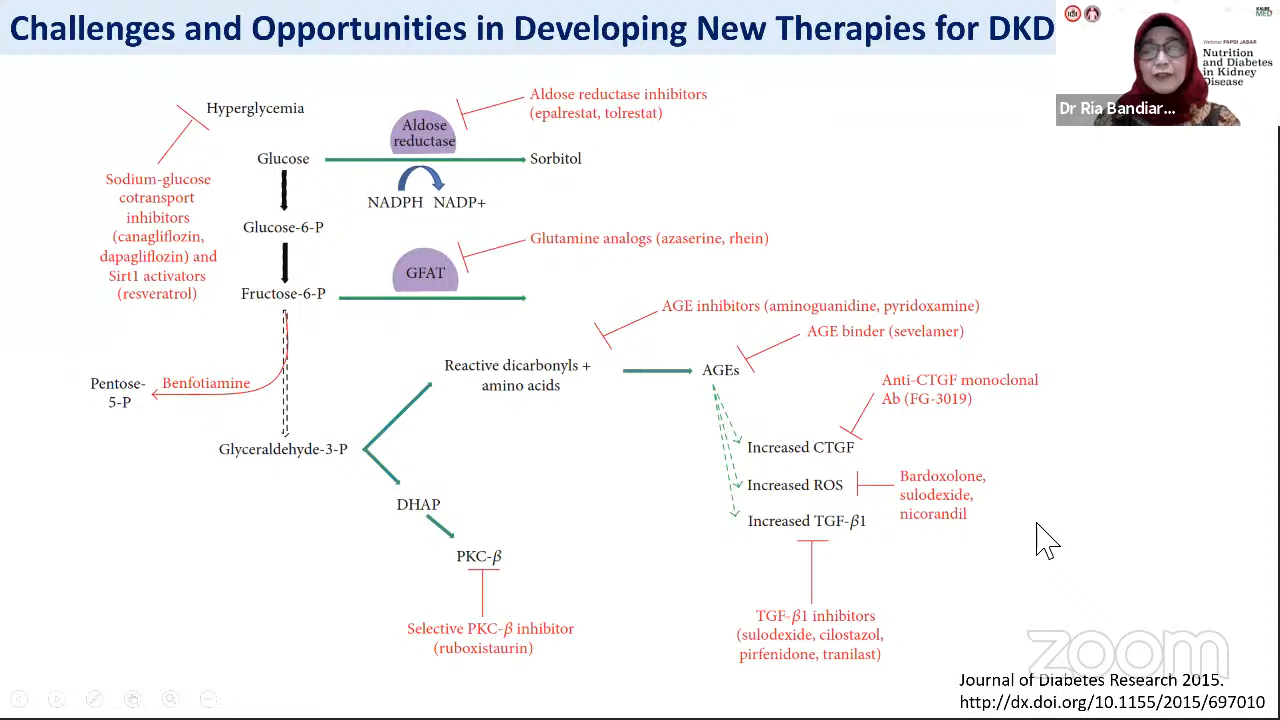 Challenges and Opportunities in Developing New Therapies for DKD
Webinar PAPDI JABAR
Nutrition
and Diabetes
in Kidney
Disease
Dr Ria Bandiar...
Hyperglycemia
Aldose reductase inhibitors
(epalrestat, tolrestat)
Aldose
reductase
Glucose
Sorbitol
Sodium-glucose
cotransport
inhibitors
(canagliflozin,
dapagliflozin) and
Sirt1 activators
(resveratrol)
NADPH NADP+
Glucose-6-P
Glutamine analogs (azaserine, rhein)
GFAT
Fructose-6-P
AGE inhibitors (aminoguanidine, pyridoxamine)
AGE binder (sevelamer)
Reactive dicarbonyls +
amino acids
AGEs
Pentose-
5-P
Benfotiamine
Anti-CTGF monoclonal
Ab (FG-3019)
Glyceraldehyde-3-P
Increased CTGF
Increased ROS
Bardoxolone,
sulodexide,
nicorandil
DHAP
Increased TGF-β1
PKC-β
Selective PKC-β inhibitor
(ruboxistaurin)
TGF-β1 inhibitors
(sulodexide, cilostazol,
pirfenidone, tranilast)
zoom
Journal of Diabetes Research 2015.
http://dx.doi.org/10.1155/2015/697010